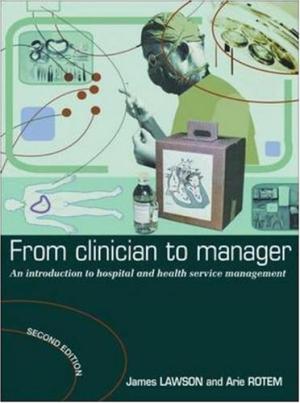 From clinician to manager
An introduction to hospital and health service management
SECOND EDITION
James LAWSON and Arie ROTEM